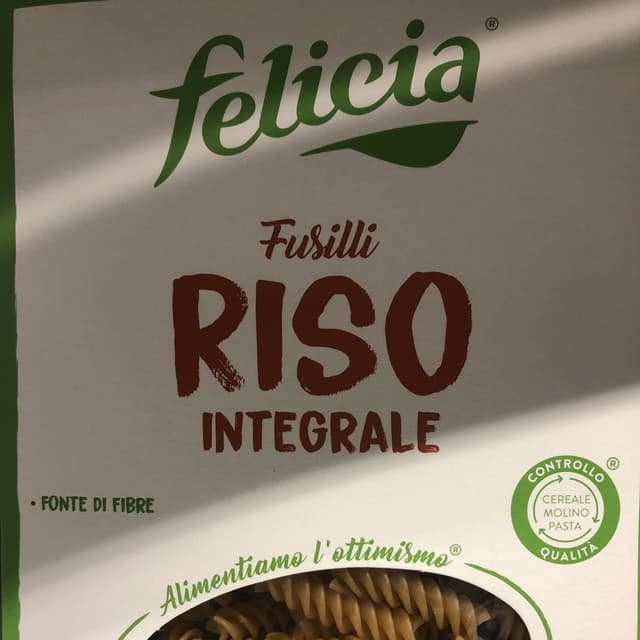 felicia®
Fusilli
RISO
INTEGRALE
• FONTE DI FIBRE
CONTROLLO®
CEREALE
MOLINO
PASTA
QUALITÀ
Alimentiamo l'ottimismo®